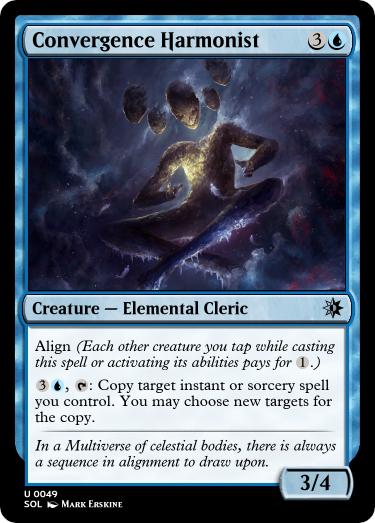 Convergence Harmonist 3
Creature — Elemental Cleric
Align (Each other creature you tap while casting
this spell or activating its abilities pays for 1.)
3, : Copy target instant or sorcery spell
you control. You may choose new targets for
the copy.
In a Multiverse of celestial bodies, there is always
a sequence in alignment to draw upon.
3/4
U 0049
SOL Mark Erskine